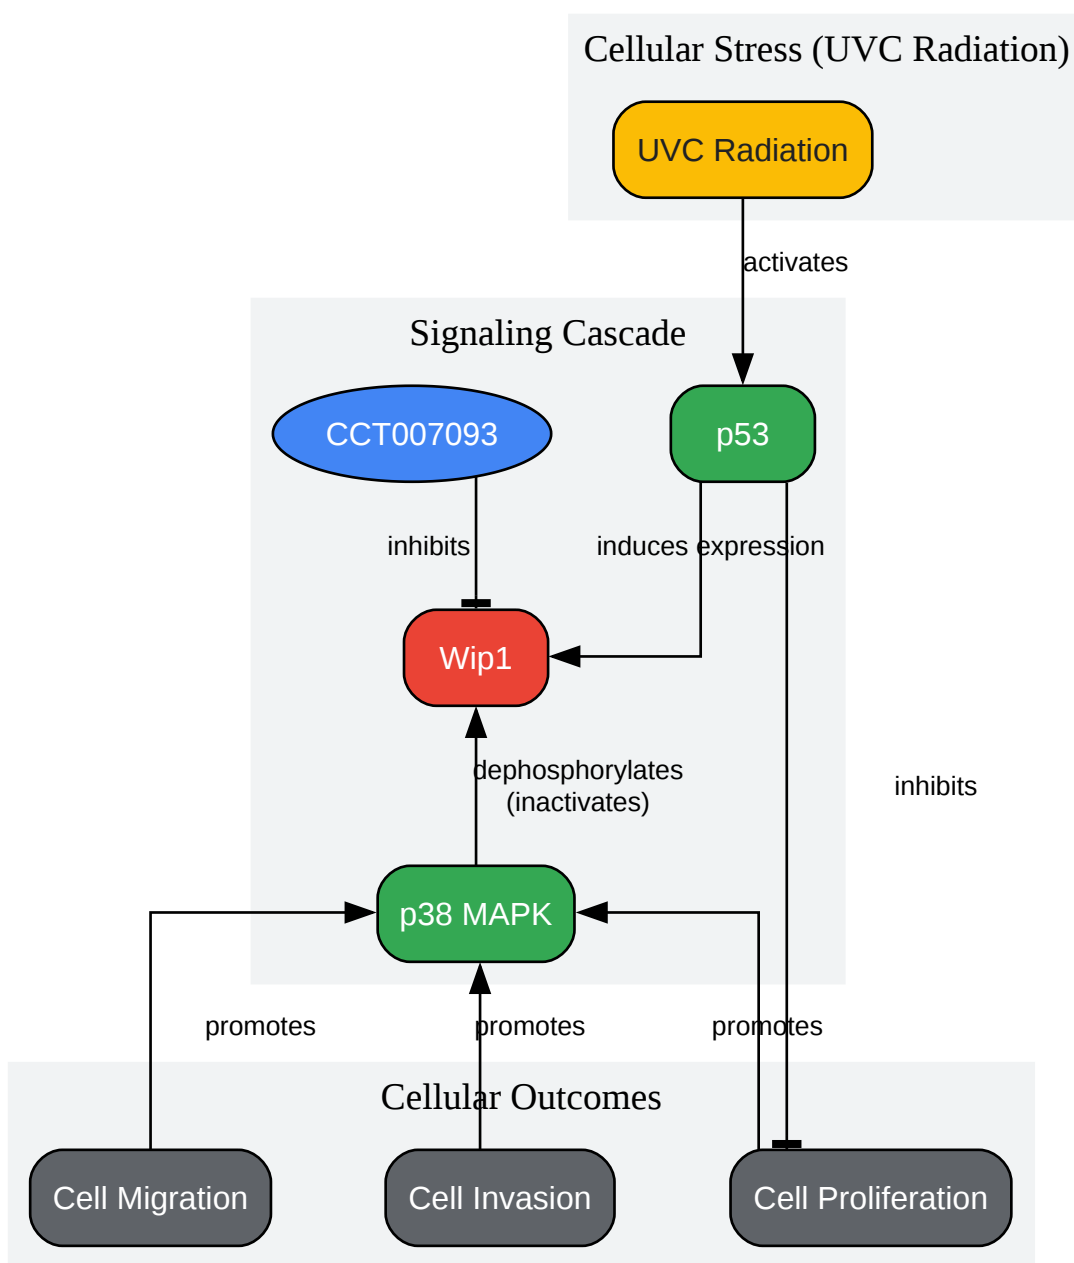 Cellular Stress (UVC Radiation)
UVC Radiation
activates
Signaling Cascade
CCT007093
p53
inhibits
induces expression
Wip1
dephosphorylates
(inactivates)
inhibits
p38 MAPK
promotes
promotes
promotes
Cellular Outcomes
Cell Migration
Cell Invasion
Cell Proliferation